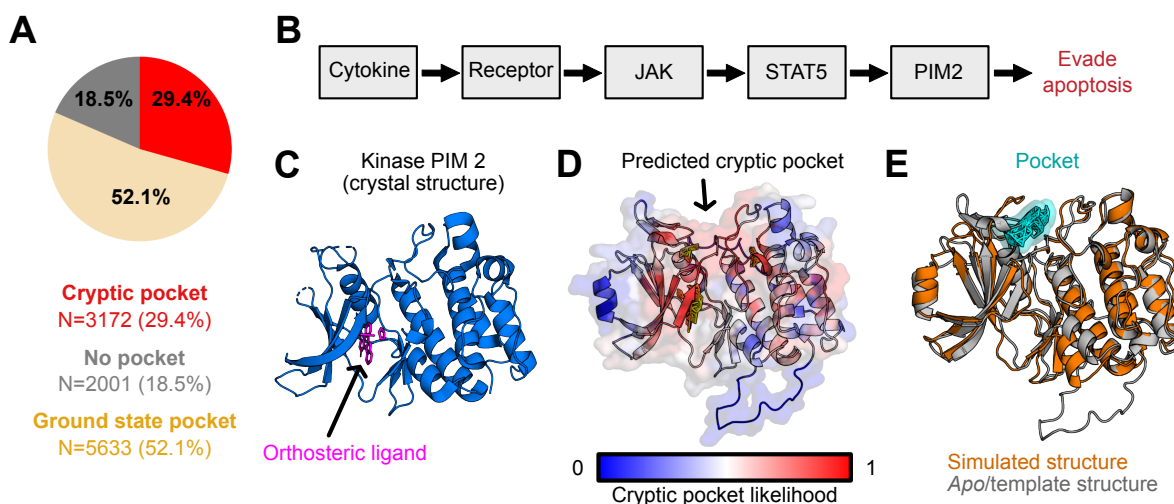 A
18.5%
29.4%
52.1%
Cryptic pocket
N=3172 (29.4%)
No pocket
N=2001 (18.5%)
Ground state pocket
N=5633 (52.1%)
B
Cytokine
Receptor
JAK
STAT5
PIM2
Evade
apoptosis
C
Kinase PIM 2
(crystal structure)
Orthosteric ligand
D
Predicted cryptic pocket
0
1
Cryptic pocket likelihood
E
Pocket
Simulated structure
Apo/template structure